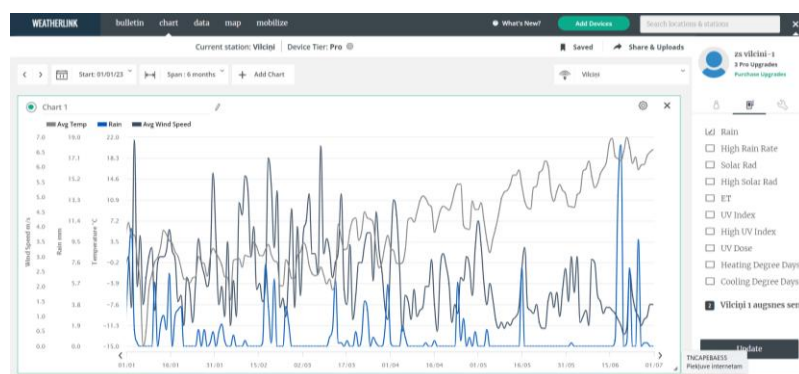 WEATHERLINK bulletin chart data map mobilize What's New? Add Devices Search locations & stations
Current station: Vilciņi Device Tier: Pro Saved Share & Uploads
zs vilcini-1
3 Pro Upgrades
Purchase Upgrades
Start: 01/01/23 Span : 6 months + Add Chart Vilciņi
Chart 1
Avg Temp Rain Avg Wind Speed
7.0 19.0 22.0
6.5
17.1 18.3
6.0
15.2 14.6
5.5
5.0
13.3 10.9
4.5
11.4 7.2
4.0
3.5 9.5 3.5
3.0
7.6 -0.2
2.5
2.0 5.7 -3.9
1.5
3.8 -7.6
1.0
0.5 1.9 -11.3
0.0 0.0 -15.0
Wind Speed m/s
Rain mm
Temperature °C
01/01 16/01 31/01 15/02 02/03 17/03 01/04 16/04 01/05 16/05 31/05 15/06 01/07
Rain
High Rain Rate
Solar Rad
High Solar Rad
ET
UV Index
High UV Index
UV Dose
Heating Degree Days
Cooling Degree Days
Vilciņi 1 augsnes sen
Update
TNCAPEBAE55
Piekļuve internetam